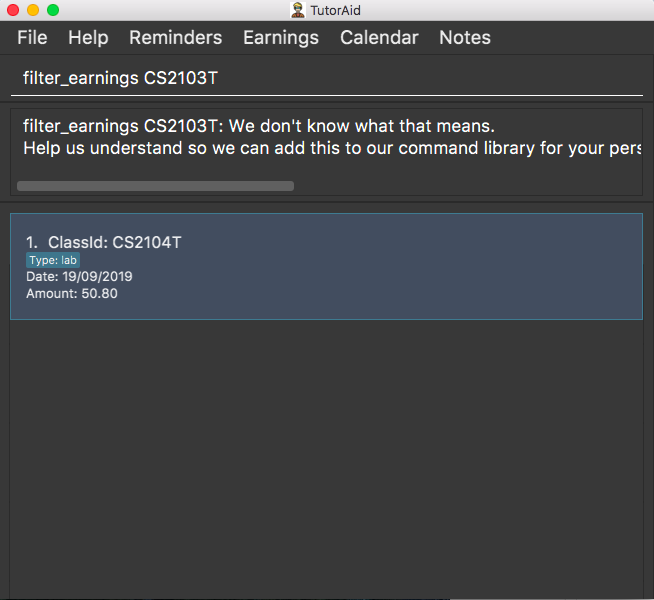 TutorAid
File Help Reminders Earnings Calendar Notes
filter_earnings CS2103T
filter_earnings CS2103T: We don't know what that means.
Help us understand so we can add this to our command library for your pers
1. ClassId: CS2104T
Type: lab
Date: 19/09/2019
Amount: 50.80